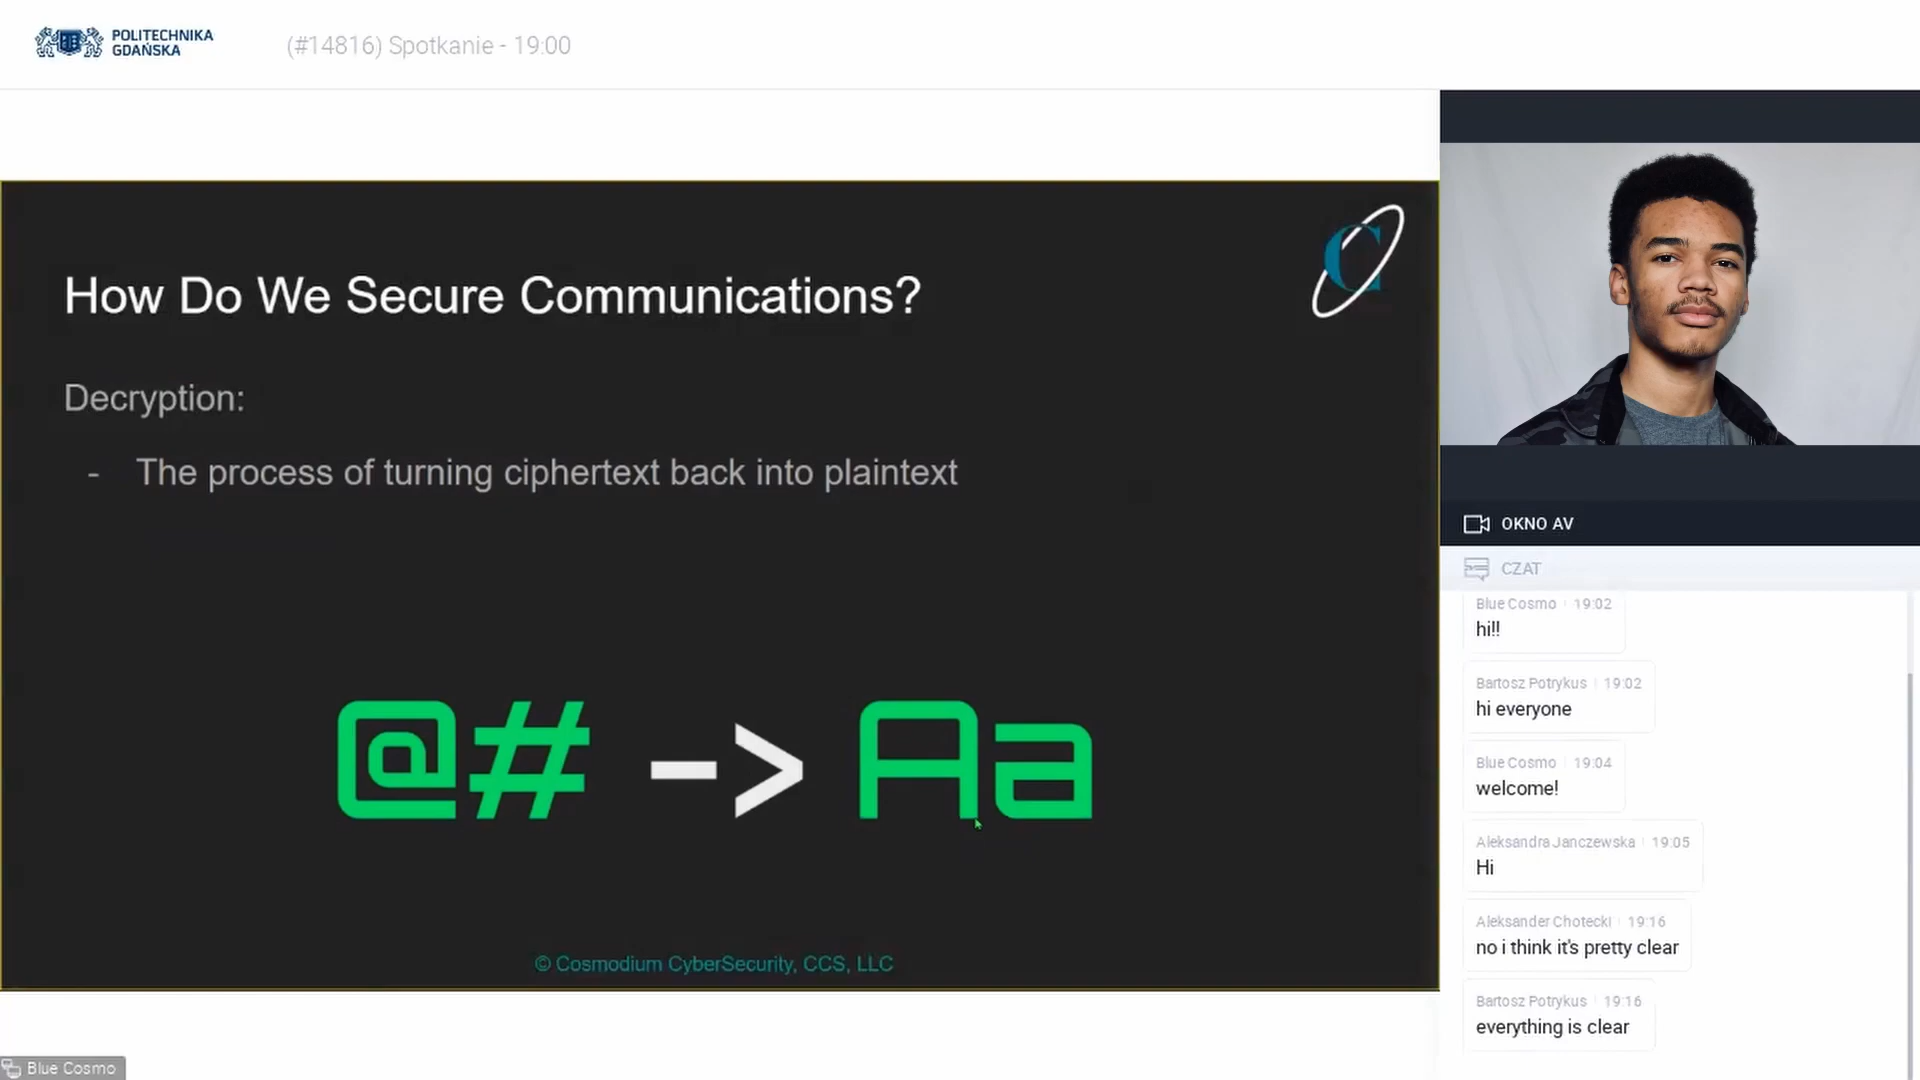 POLITECHNIKA
GDAŃSKA
(#14816) Spotkanie - 19:00
How Do We Secure Communications?
C
Decryption:
- The process of turning ciphertext back into plaintext
@# -> Aa
© Cosmodium CyberSecurity, CCS, LLC
Blue Cosmo
OKNO AV
CZAT
Blue Cosmo 19:02
hi!!
Bartosz Potrykus 19:02
hi everyone
Blue Cosmo 19:04
welcome!
Aleksandra Janczewska 19:05
Hi
Aleksander Chotecki 19:16
no i think it's pretty clear
Bartosz Potrykus 19:16
everything is clear